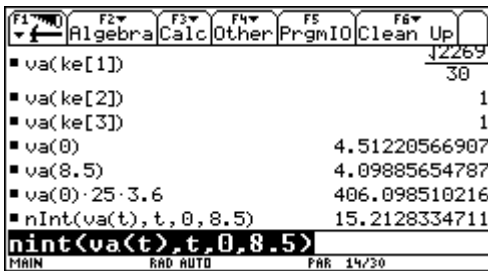 F1 F2 F3 F4 F5 F6
Algebra Calc Other PrgmIO Clean Up
va(ke[1]) √2269
30
va(ke[2]) 1
va(ke[3]) 1
va(0) 4.51220566907
va(8.5) 4.09885654787
va(0)·25·3.6 406.098510216
nInt(va(t),t,0,8.5) 15.2128334711
nint(va(t),t,0,8.5)
MAIN RAD AUTO PAR 14/30